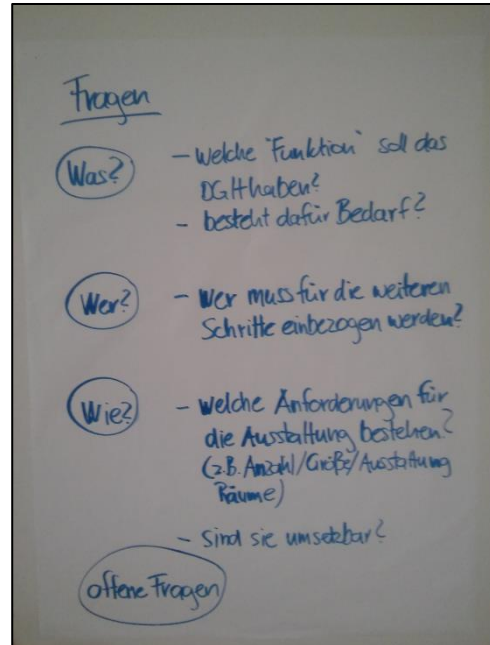 Fragen
Was? - Welche "Funktion" soll das
DGH haben?
- besteht dafür Bedarf?
Wer? - Wer muss für die weiteren
Schritte einbezogen werden?
Wie? - Welche Anforderungen für
die Ausstattung bestehen?
(z.B. Anzahl/Größe/Ausstattung
Räume)
- Sind sie umsetzbar?
offene Fragen